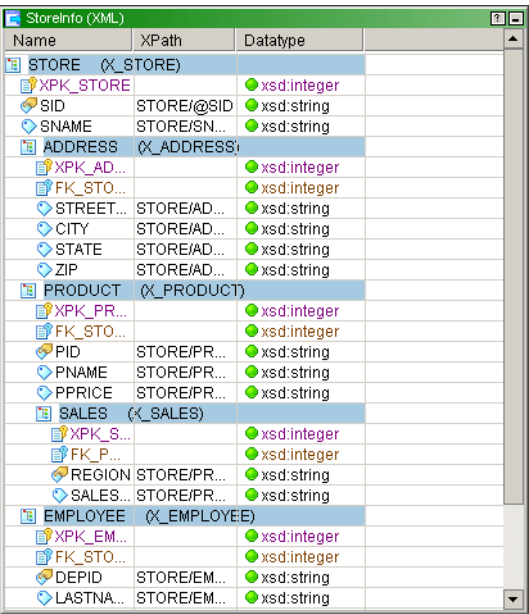 StoreInfo (XML)
Name XPath Datatype
STORE (X_STORE)
XPK_STORE xsd:integer
SID STORE/@SID xsd:string
SNAME STORE/SN... xsd:string
ADDRESS (X_ADDRESS)
XPK_AD... xsd:integer
FK_STO... xsd:integer
STREET... STORE/AD... xsd:string
CITY STORE/AD... xsd:string
STATE STORE/AD... xsd:string
ZIP STORE/AD... xsd:string
PRODUCT (X_PRODUCT)
XPK_PR... xsd:integer
FK_STO... xsd:integer
PID STORE/PR... xsd:string
PNAME STORE/PR... xsd:string
PPRICE STORE/PR... xsd:string
SALES (X_SALES)
XPK_S... xsd:integer
FK_P... xsd:integer
REGION STORE/PR... xsd:string
SALES... STORE/PR... xsd:string
EMPLOYEE (X_EMPLOYEE)
XPK_EM... xsd:integer
FK_STO... xsd:integer
DEPID STORE/EM... xsd:string
LASTNA... STORE/EM... xsd:string